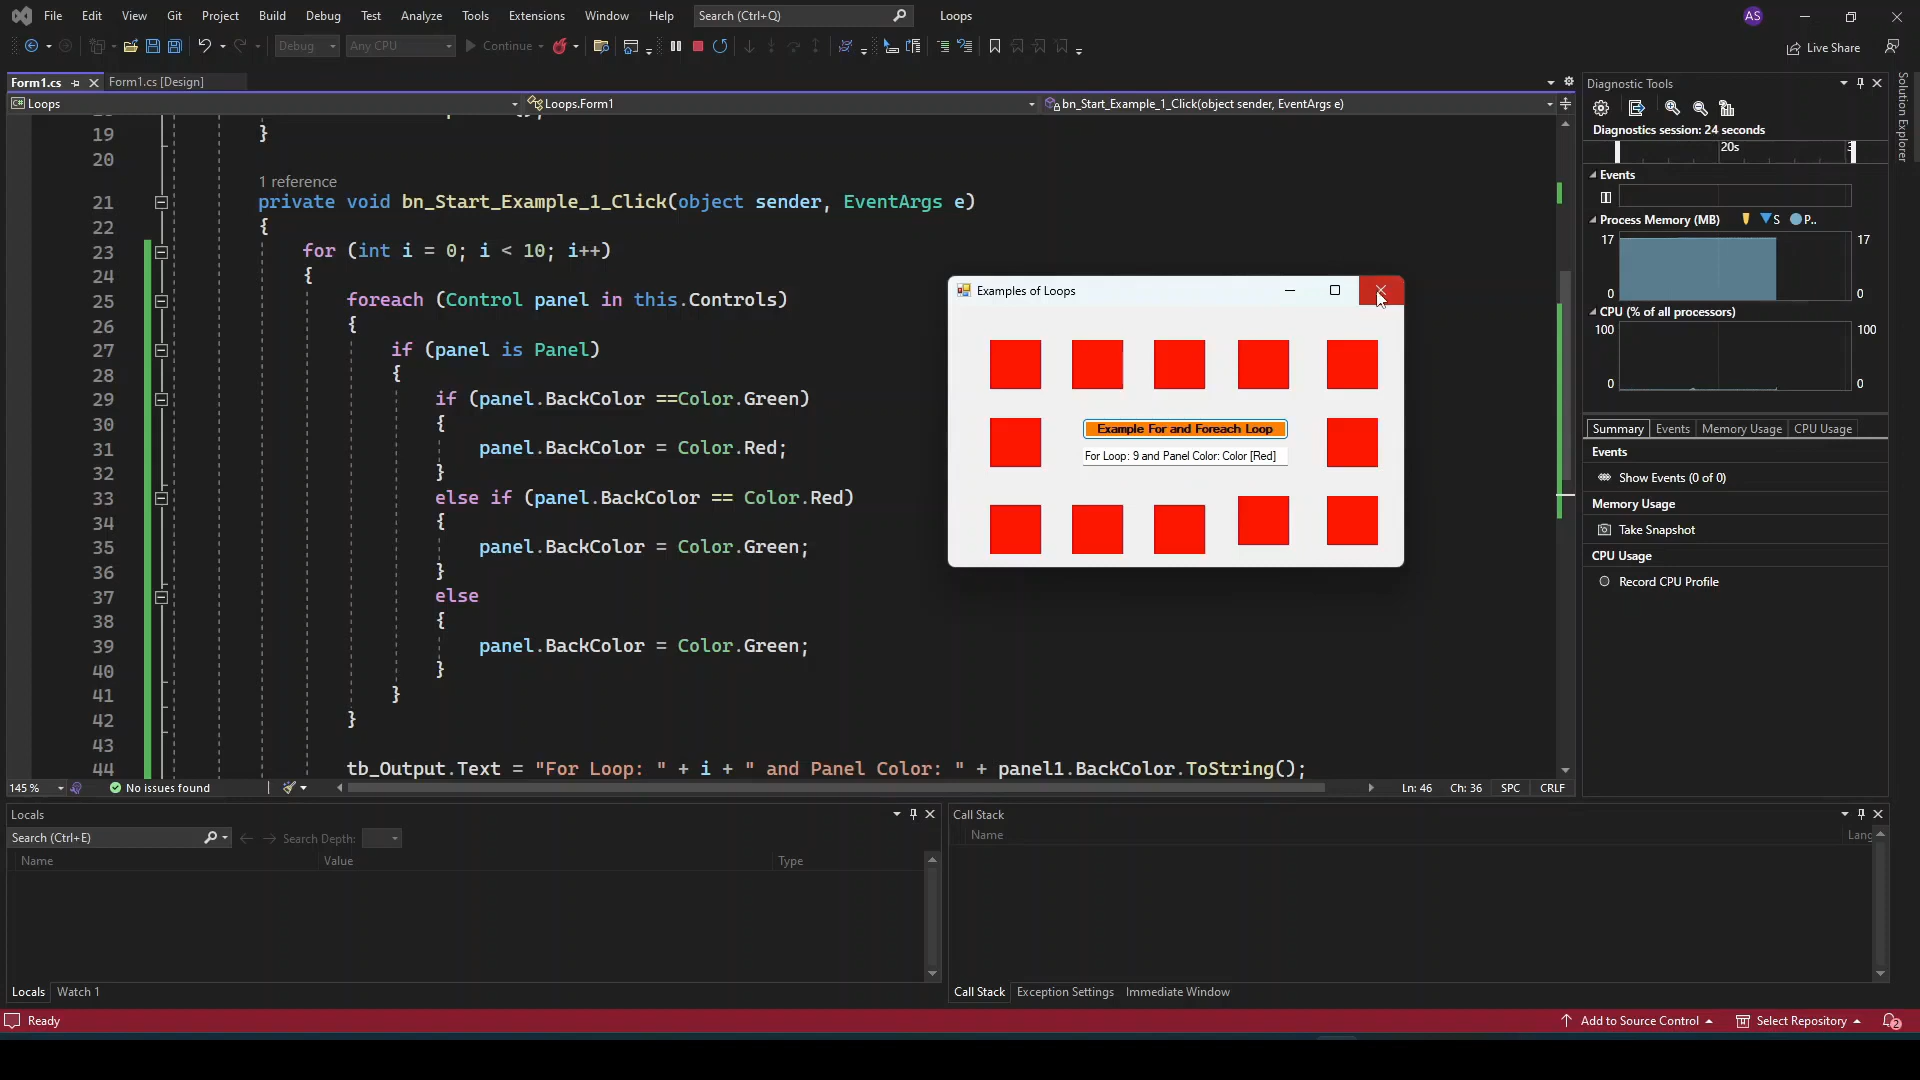 File Edit View Git Project Build Debug Test Analyze Tools Extensions Window Help Search (Ctrl+Q) Loops AS
Debug Any CPU Continue Live Share
Form1.cs Form1.cs [Design]
Loops Loops.Form1 bn_Start_Example_1_Click(object sender, EventArgs e)
19 }
20
1 reference
21 private void bn_Start_Example_1_Click(object sender, EventArgs e)
22 {
23 for (int i = 0; i < 10; i++)
24 {
25 foreach (Control panel in this.Controls)
26 {
27 if (panel is Panel)
28 {
29 if (panel.BackColor ==Color.Green)
30 {
31 panel.BackColor = Color.Red;
32 }
33 else if (panel.BackColor == Color.Red)
34 {
35 panel.BackColor = Color.Green;
36 }
37 else
38 {
39 panel.BackColor = Color.Green;
40 }
41 }
42 }
43
44 tb_Output.Text = "For Loop: " + i + " and Panel Color: " + panel1.BackColor.ToString();
145 % No issues found Ln: 46 Ch: 36 SPC CRLF
Examples of Loops
Example For and Foreach Loop
For Loop: 9 and Panel Color: Color [Red]
Diagnostic Tools
Diagnostics session: 24 seconds
20s
Events
Process Memory (MB) S P..
17 17
0 0
CPU (% of all processors)
100 100
0 0
Summary Events Memory Usage CPU Usage
Events
Show Events (0 of 0)
Memory Usage
Take Snapshot
CPU Usage
Record CPU Profile
Solution Explorer
Locals
Search (Ctrl+E) Search Depth:
Name Value Type
Locals Watch 1
Call Stack
Name Lang
Call Stack Exception Settings Immediate Window
Ready Add to Source Control Select Repository 2